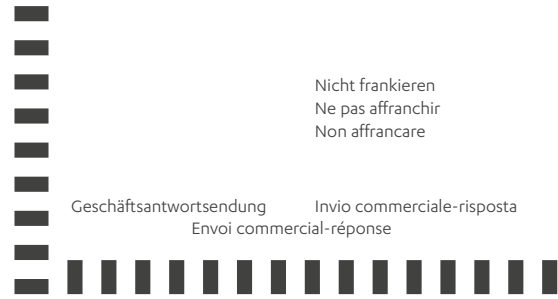 Nicht frankieren
Ne pas affranchir
Non affrancare
Geschäftsantwortsendung Invio commerciale-risposta
Envoi commercial-réponse